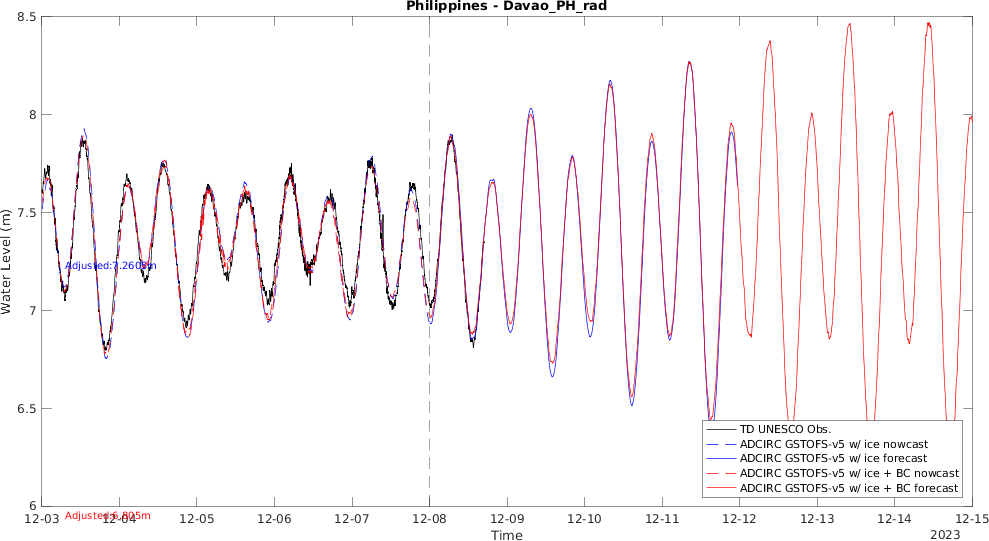 Philippines - Davao_PH_rad
8.5
8
7.5
7
6.5
6
Water Level (m)
Adjusted:7.2605m
Adjusted:6.805m
12-03
12-04
12-05
12-06
12-07
12-08
12-09
12-10
12-11
12-12
12-13
12-14
12-15
Time
2023
TD UNESCO Obs.
ADCIRC GSTOFS-v5 w/ ice nowcast
ADCIRC GSTOFS-v5 w/ ice forecast
ADCIRC GSTOFS-v5 w/ ice + BC nowcast
ADCIRC GSTOFS-v5 w/ ice + BC forecast